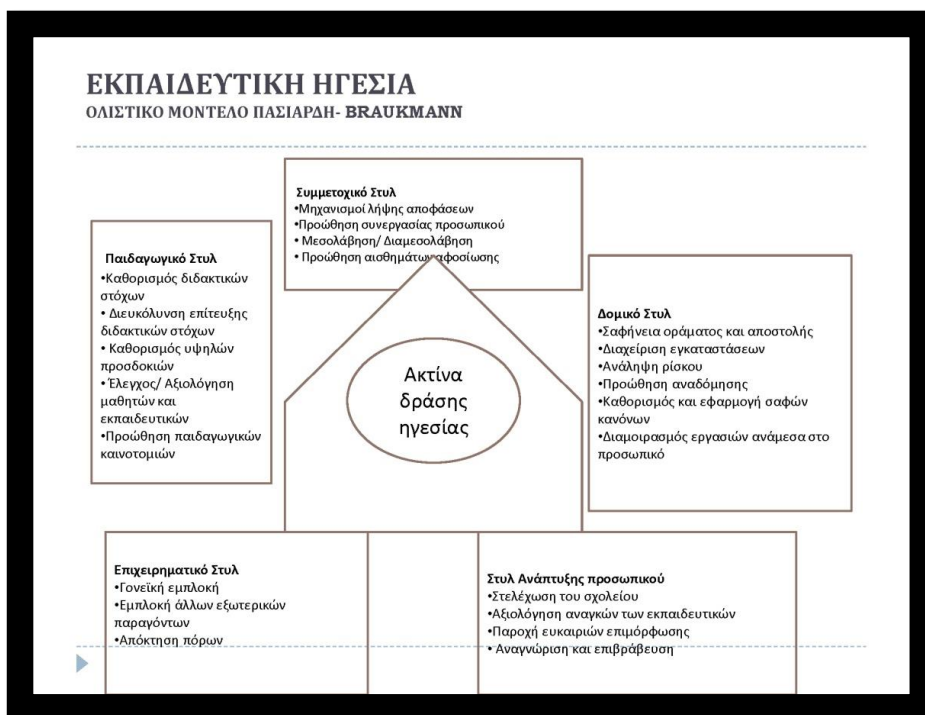 ΕΚΠΑΙΔΕΥΤΙΚΗ ΗΓΕΣΙΑ
ΟΛΙΣΤΙΚΟ ΜΟΝΤΕΛΟ ΠΑΣΙΑΡΔΗ- BRAUKMANN
Συμμετοχικό Στυλ
•Μηχανισμοί λήψης αποφάσεων
•Προώθηση συνεργασίας προσωπικού
• Μεσολάβηση/ Διαμεσολάβηση
• Προώθηση αισθημάτων αφοσίωσης
Παιδαγωγικό Στυλ
•Καθορισμός διδακτικών
στόχων
• Διευκόλυνση επίτευξης
διδακτικών στόχων
• Καθορισμός υψηλών
προσδοκιών
• Έλεγχος/ Αξιολόγηση
μαθητών και
εκπαιδευτικών
•Προώθηση παιδαγωγικών
καινοτομιών
Ακτίνα
δράσης
ηγεσίας
Δομικό Στυλ
•Σαφήνεια οράματος και αποστολής
•Διαχείριση εγκαταστάσεων
•Ανάληψη ρίσκου
•Προώθηση αναδόμησης
•Καθορισμός και εφαρμογή σαφών
κανόνων
•Διαμοιρασμός εργασιών ανάμεσα στο
προσωπικό
Επιχειρηματικό Στυλ
•Γονεϊκή εμπλοκή
•Εμπλοκή άλλων εξωτερικών
παραγόντων
•Απόκτηση πόρων
Στυλ Ανάπτυξης προσωπικού
•Στελέχωση του σχολείου
•Αξιολόγηση αναγκών των εκπαιδευτικών
•Παροχή ευκαιριών επιμόρφωσης
• Αναγνώριση και επιβράβευση